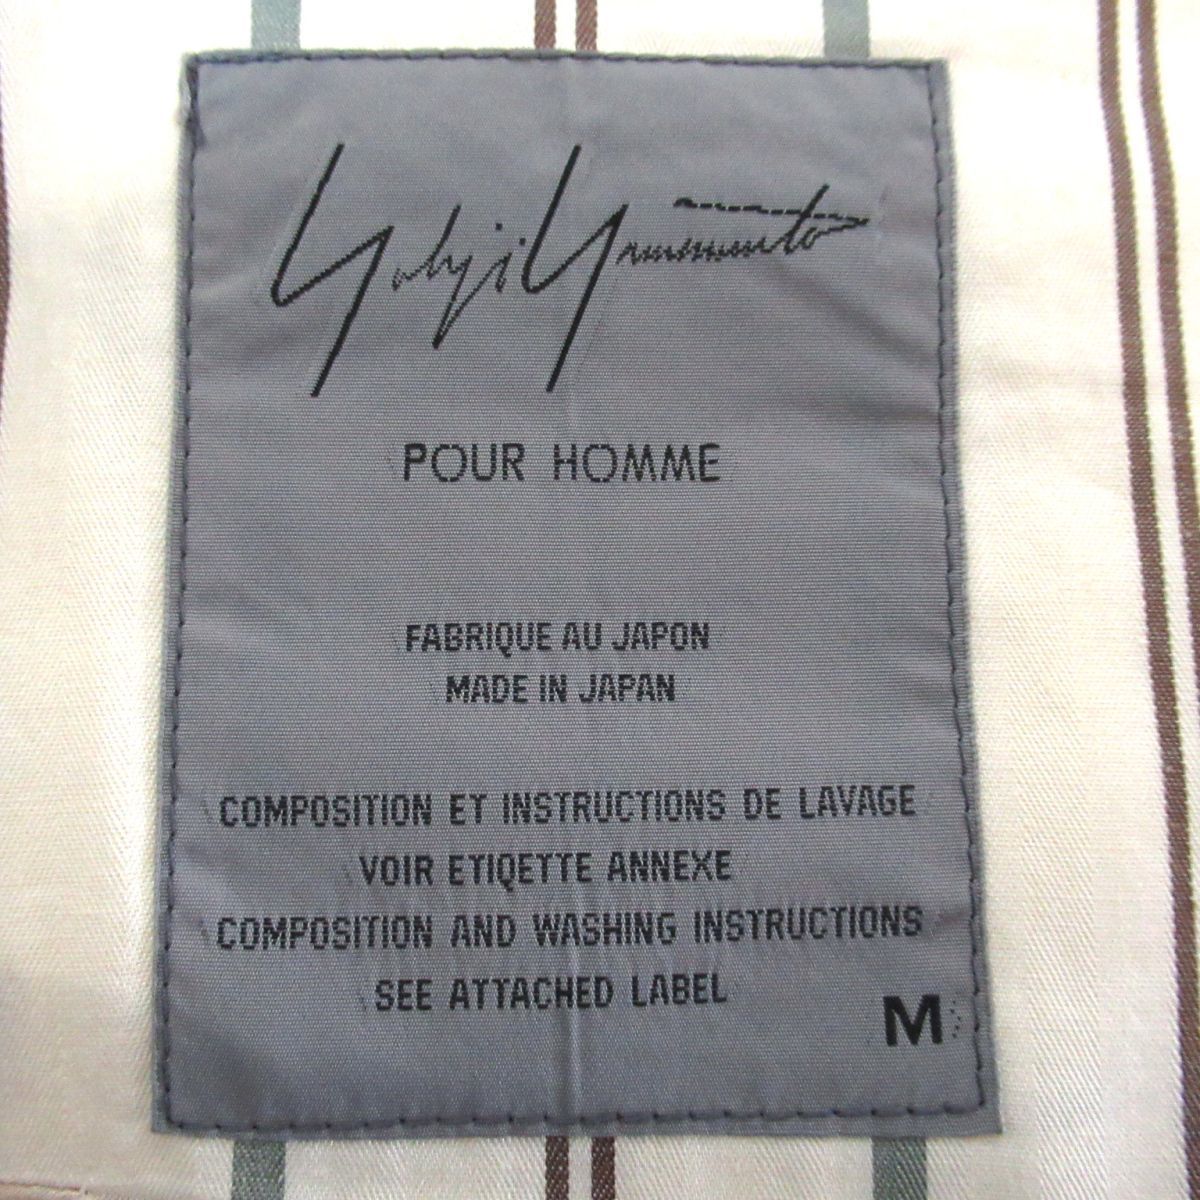 Yohji Yamamoto
POUR HOMME
FABRIQUE AU JAPON
MADE IN JAPAN
COMPOSITION ET INSTRUCTIONS DE LAVAGE
VOIR ETIQETTE ANNEXE
COMPOSITION AND WASHING INSTRUCTIONS
SEE ATTACHED LABEL
M